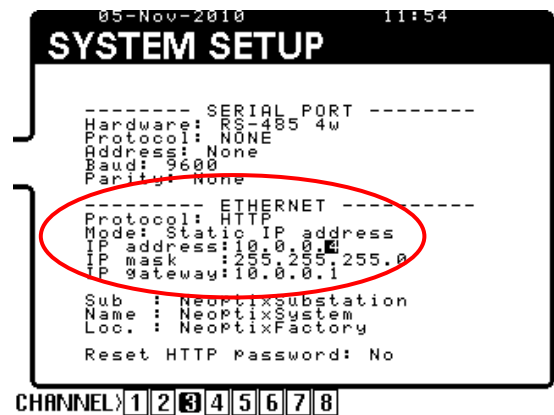 05-Nov-2010 11:54
SYSTEM SETUP
-------- SERIAL PORT --------
Hardware: RS-485 4w
Protocol: NONE
Address: None
Baud: 9600
Parity: None
--------- ETHERNET ----------
Protocol: HTTP
Mode: Static IP address
IP address:10.0.0.4
IP mask :255.255.255.0
IP gateway:10.0.0.1
Sub : NeoptixSubstation
Name : NeoptixSystem
Loc. : NeoptixFactory
Reset HTTP password: No
CHANNEL〉1 2 3 4 5 6 7 8